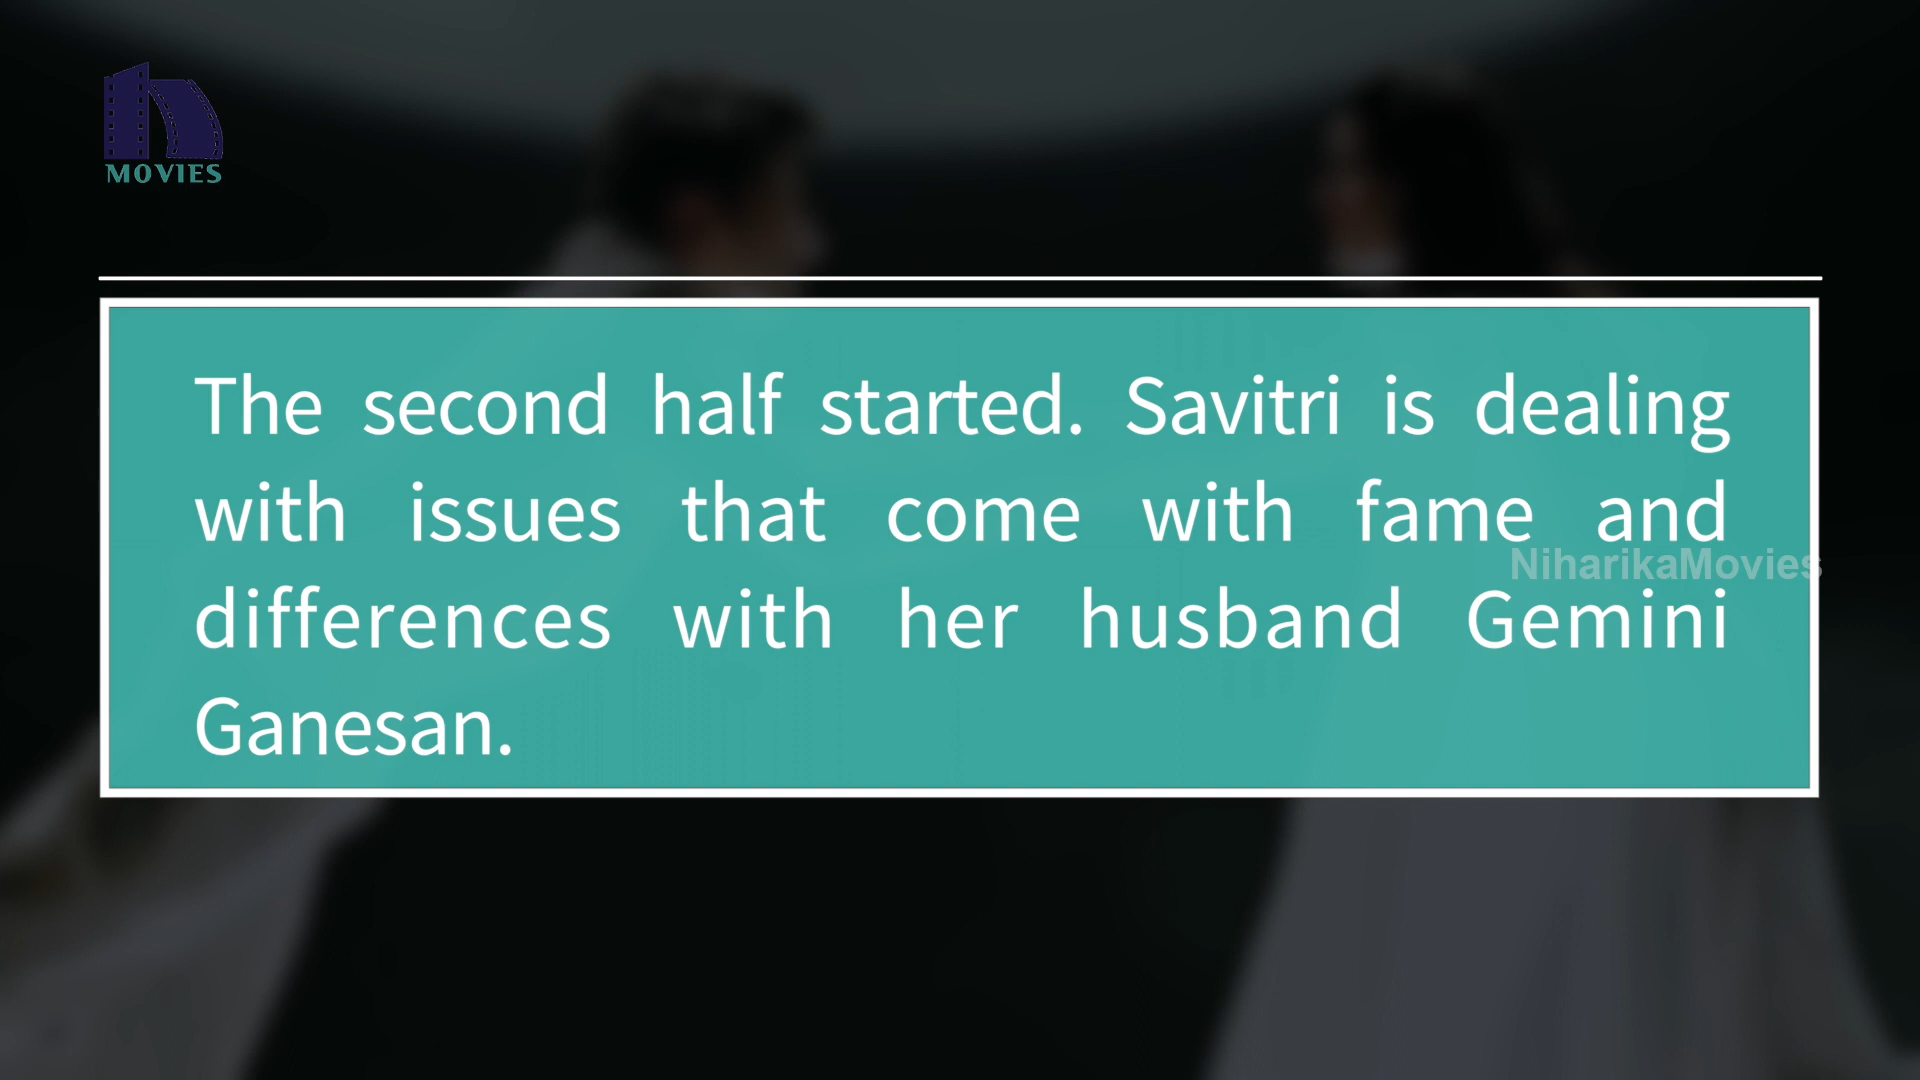 MOVIES
The second half started. Savitri is dealing
with issues that come with fame and
NiharikaMovies
differences with her husband Gemini
Ganesan.